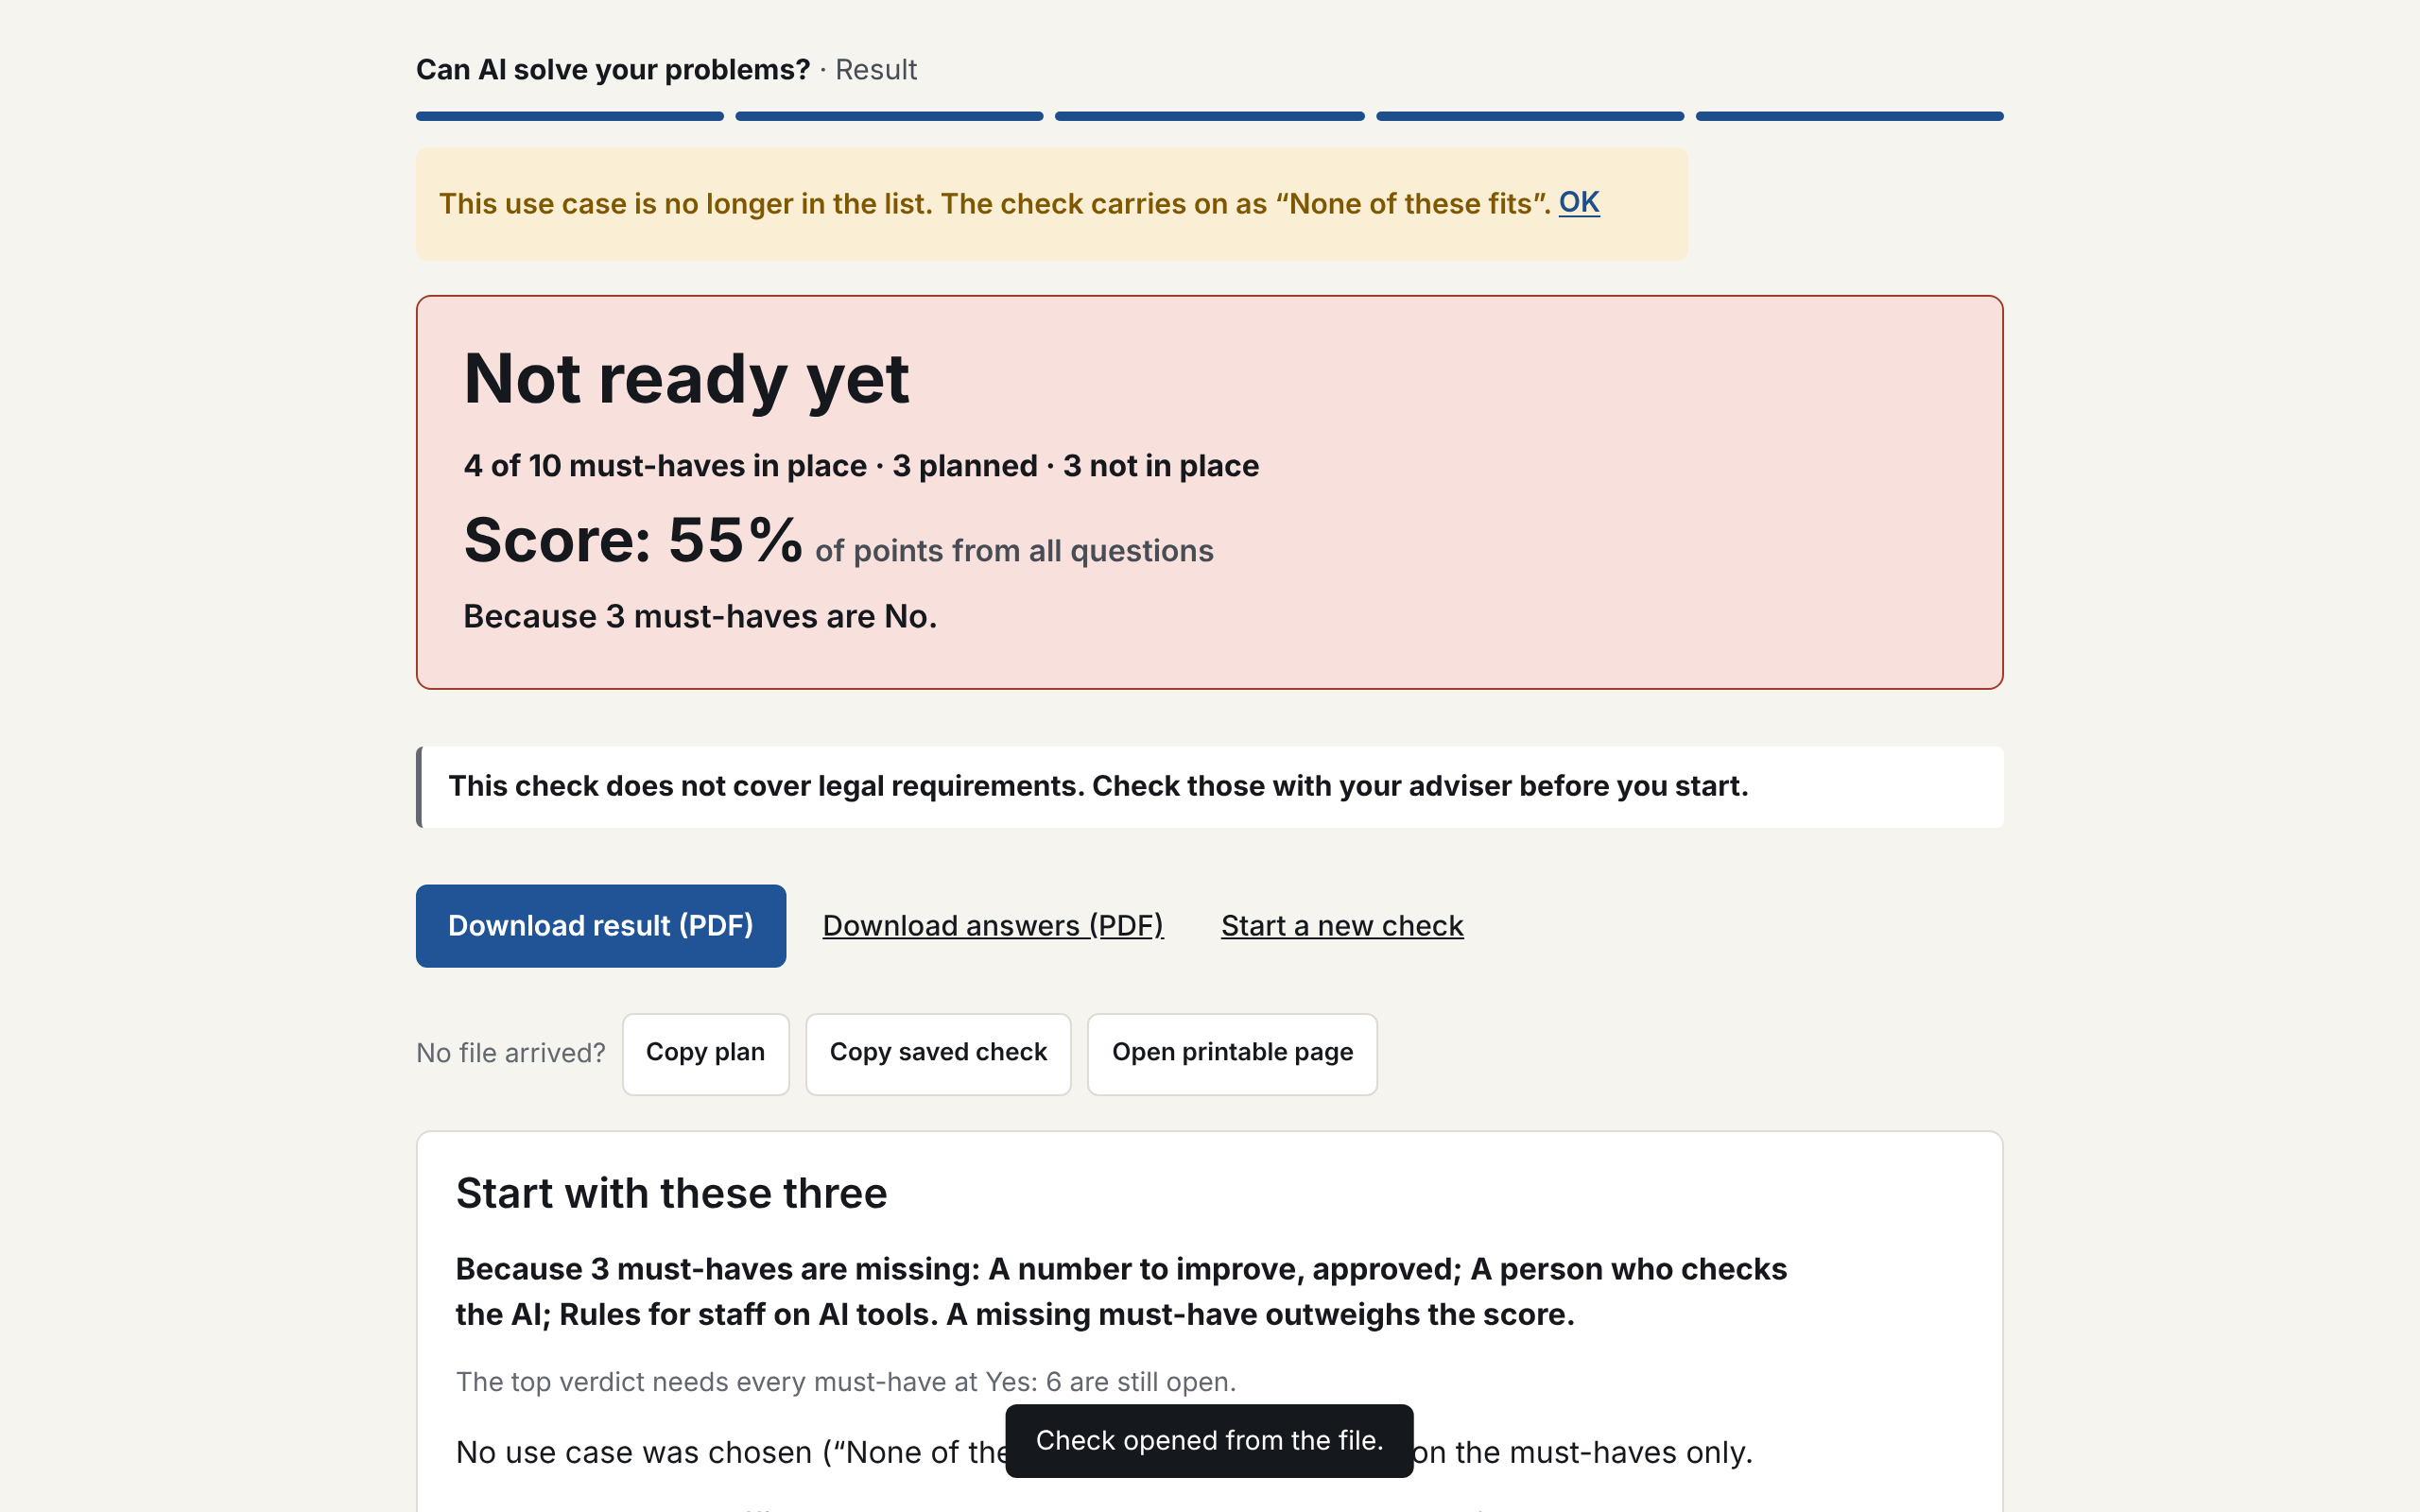 Can AI solve your problems? · Result
This use case is no longer in the list. The check carries on as “None of these fits”. OK
Not ready yet
4 of 10 must-haves in place · 3 planned · 3 not in place
Score: 55% of points from all questions
Because 3 must-haves are No.
This check does not cover legal requirements. Check those with your adviser before you start.
Download result (PDF) Download answers (PDF) Start a new check
No file arrived? Copy plan Copy saved check Open printable page
Start with these three
Because 3 must-haves are missing: A number to improve, approved; A person who checks
the AI; Rules for staff on AI tools. A missing must-have outweighs the score.
The top verdict needs every must-have at Yes: 6 are still open.
Check opened from the file.
No use case was chosen (“None of on the must-haves only.